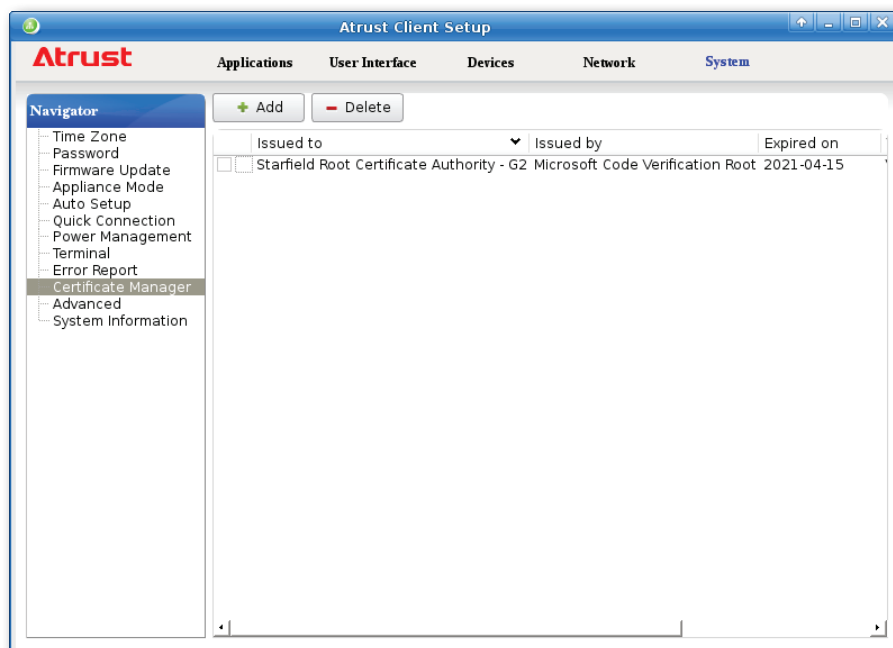 Atrust Client Setup
Atrust
Applications User Interface Devices Network System
Navigator
Time Zone
Password
Firmware Update
Appliance Mode
Auto Setup
Quick Connection
Power Management
Terminal
Error Report
Certificate Manager
Advanced
System Information
+ Add - Delete
Issued to Issued by Expired on
Starfield Root Certificate Authority - G2 Microsoft Code Verification Root 2021-04-15